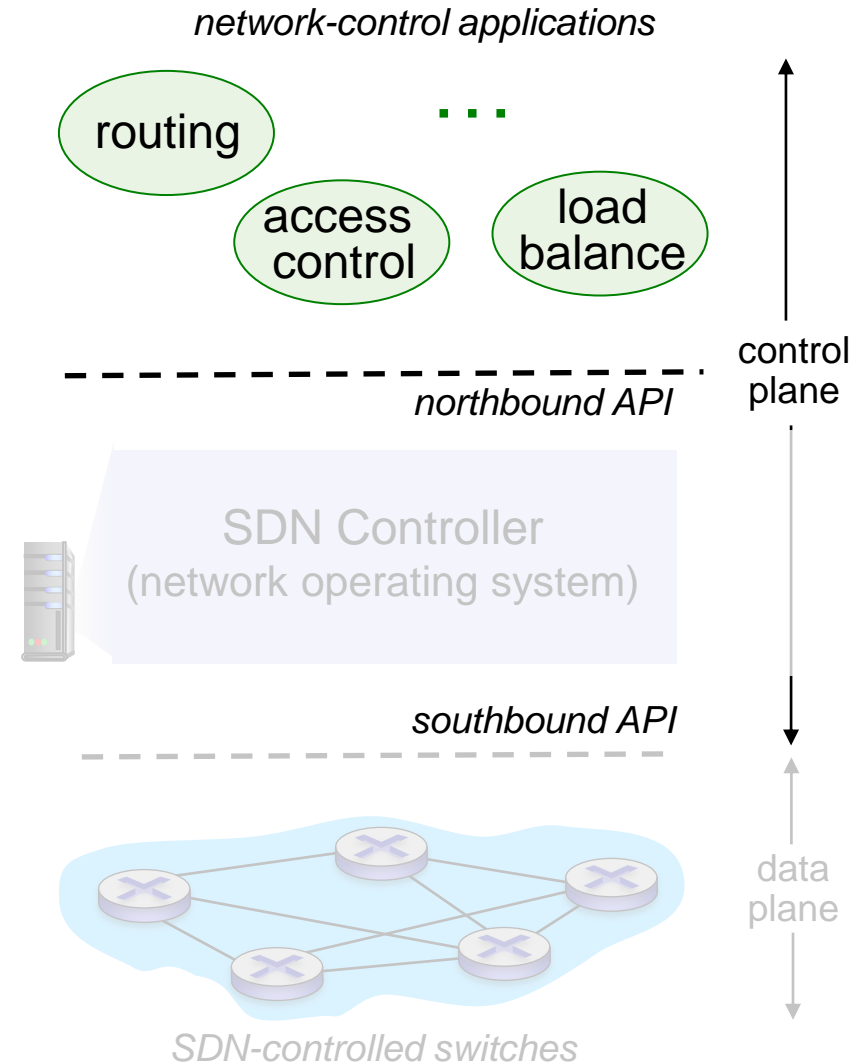 network-control applications
routing
...
access
control
load
balance
control
plane
northbound API
SDN Controller
(network operating system)
southbound API
data
plane
SDN-controlled switches